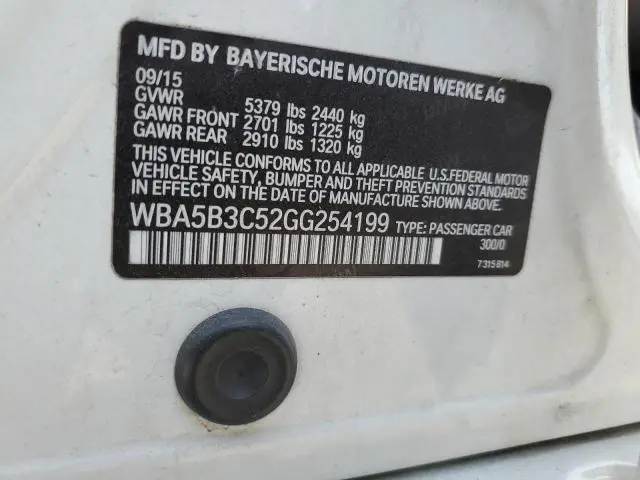 MFD BY BAYERISCHE MOTOREN WERKE AG
09/15
GVWR 5379 lbs 2440 kg
GAWR FRONT 2701 lbs 1225 kg
GAWR REAR 2910 lbs 1320 kg
THIS VEHICLE CONFORMS TO ALL APPLICABLE U.S.FEDERAL MOTOR
VEHICLE SAFETY, BUMPER AND THEFT PREVENTION STANDARDS
IN EFFECT ON THE DATE OF MANUFACTURE SHOWN ABOVE.
WBA5B3C52GG254199 TYPE: PASSENGER CAR
300/0
7315814